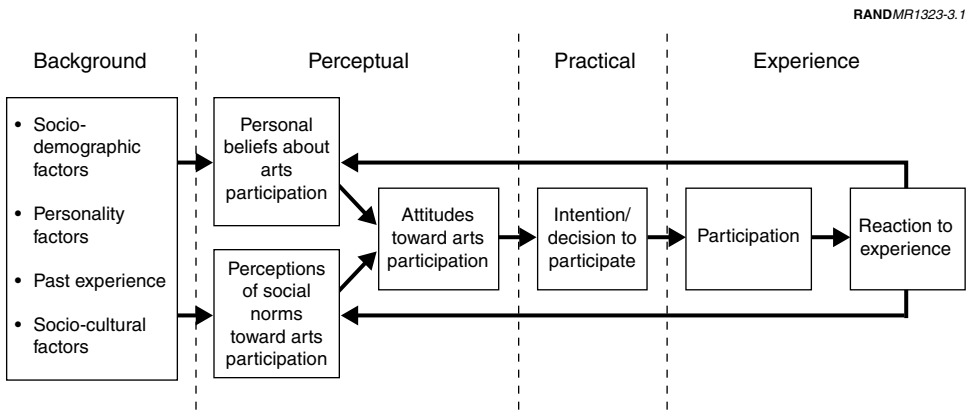 RANDMR1323-3.1
Background
Perceptual
Practical
Experience
• Socio-
demographic
factors
• Personality
factors
• Past experience
• Socio-cultural
factors
Personal
beliefs about
arts
participation
Perceptions
of social
norms
toward arts
participation
Attitudes
toward arts
participation
Intention/
decision to
participate
Participation
Reaction to
experience